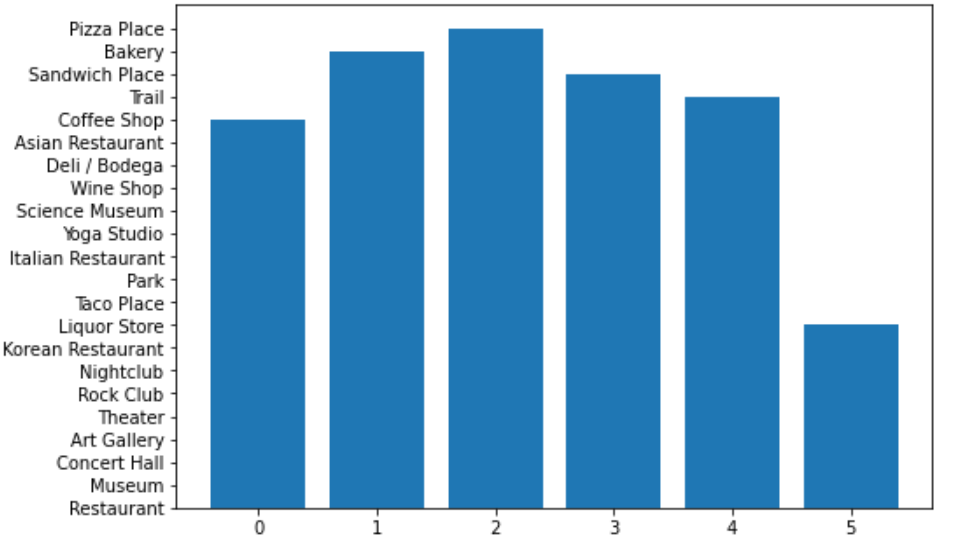 Pizza Place
Bakery
Sandwich Place
Trail
Coffee Shop
Asian Restaurant
Deli / Bodega
Wine Shop
Science Museum
Yoga Studio
Italian Restaurant
Park
Taco Place
Liquor Store
Korean Restaurant
Nightclub
Rock Club
Theater
Art Gallery
Concert Hall
Museum
Restaurant
0 1 2 3 4 5